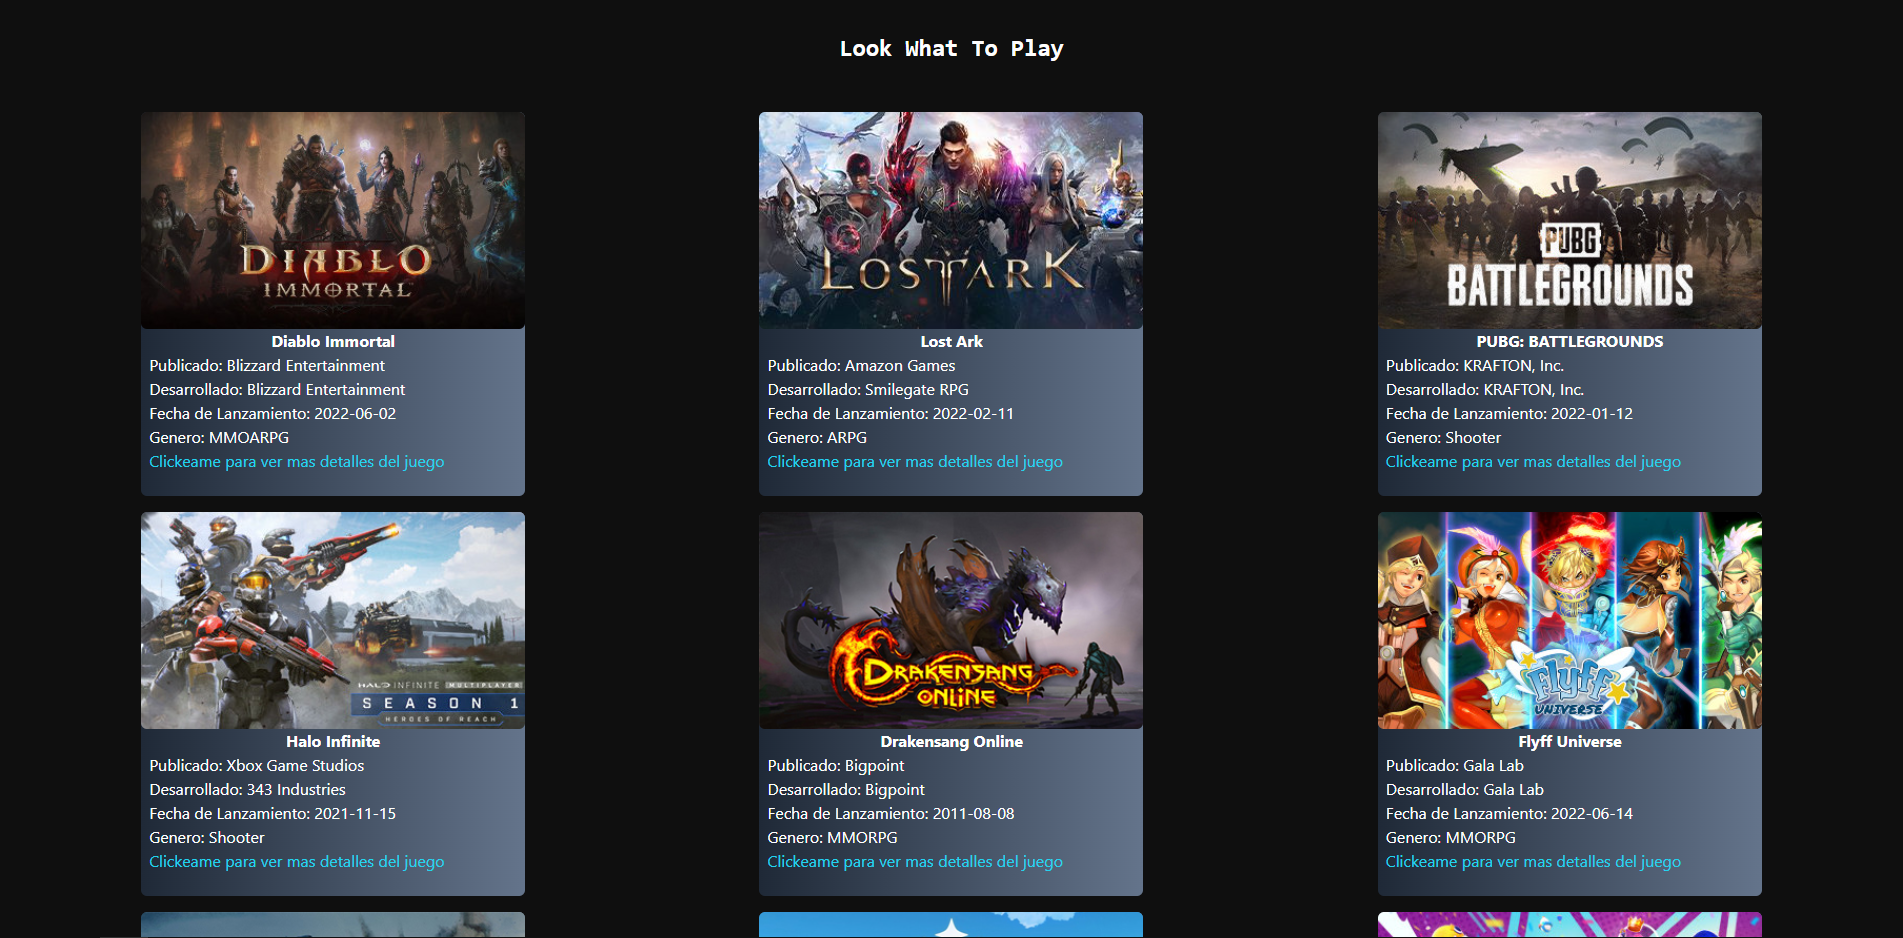 Look What To Play
DIABLO
IMMORTAL
Diablo Immortal
Publicado: Blizzard Entertainment
Desarrollado: Blizzard Entertainment
Fecha de Lanzamiento: 2022-06-02
Genero: MMOARPG
Clickeame para ver mas detalles del juego
LOST ARK
Lost Ark
Publicado: Amazon Games
Desarrollado: Smilegate RPG
Fecha de Lanzamiento: 2022-02-11
Genero: ARPG
Clickeame para ver mas detalles del juego
PUBG
BATTLEGROUNDS
PUBG: BATTLEGROUNDS
Publicado: KRAFTON, Inc.
Desarrollado: KRAFTON, Inc.
Fecha de Lanzamiento: 2022-01-12
Genero: Shooter
Clickeame para ver mas detalles del juego
HALO INFINITE MULTIPLAYER
SEASON 1
HEROES OF REACH
Halo Infinite
Publicado: Xbox Game Studios
Desarrollado: 343 Industries
Fecha de Lanzamiento: 2021-11-15
Genero: Shooter
Clickeame para ver mas detalles del juego
DRAKENSANG
ONLINE
Drakensang Online
Publicado: Bigpoint
Desarrollado: Bigpoint
Fecha de Lanzamiento: 2011-08-08
Genero: MMORPG
Clickeame para ver mas detalles del juego
Flyff
UNIVERSE
Flyff Universe
Publicado: Gala Lab
Desarrollado: Gala Lab
Fecha de Lanzamiento: 2022-06-14
Genero: MMORPG
Clickeame para ver mas detalles del juego